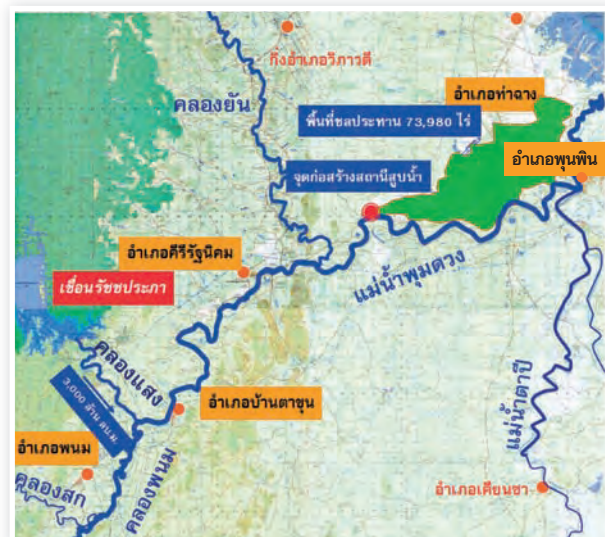 กิ่งอำเภอวิภาวดี
คลองยัน
อำเภอท่าฉาง
พื้นที่ชลประทาน 73,980 ไร่
อำเภอพุนพิน
จุดก่อสร้างสถานีสูบน้ำ
อำเภอคีรีรัฐนิคม
แม่น้ำพุมดวง
เขื่อนรัชชประภา
คลองแสง
3,000 ล้าน ลบ.ม.
อำเภอบ้านตาขุน
แม่น้ำตาปี
อำเภอพนม
คลองสก
คลองพนม
อำเภอเคียนซา